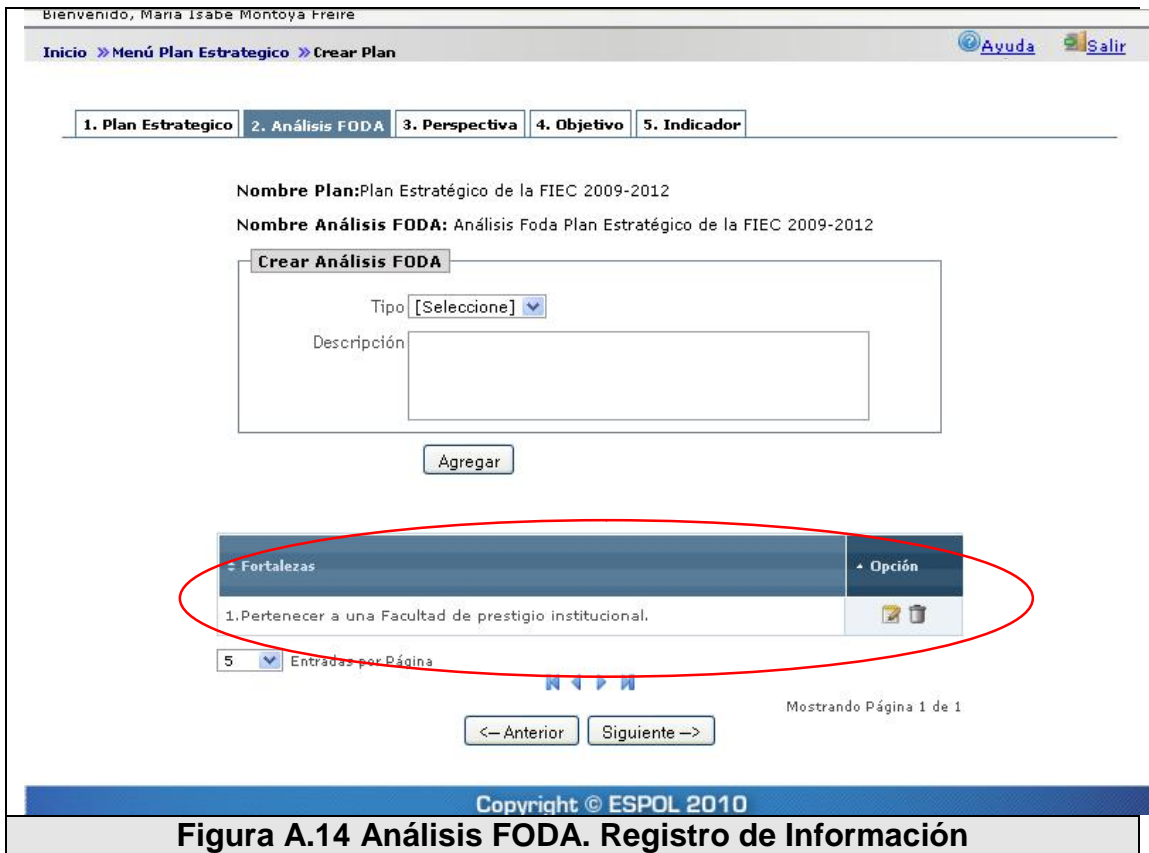 Bienvenido, Maria Isabe Montoya Freire
Inicio »Menú Plan Estrategico »Crear Plan
Ayuda Salir
1. Plan Estrategico 2. Análisis FODA 3. Perspectiva 4. Objetivo 5. Indicador
Nombre Plan:Plan Estratégico de la FIEC 2009-2012
Nombre Análisis FODA: Análisis Foda Plan Estratégico de la FIEC 2009-2012
Crear Análisis FODA
Tipo [Seleccione]
Descripción
Agregar
Fortalezas Opción
1.Pertenecer a una Facultad de prestigio institucional.
5 Entradas por Página
Mostrando Página 1 de 1
<-- Anterior Siguiente -->
Copyright © ESPOL 2010
Figura A.14 Análisis FODA. Registro de Información